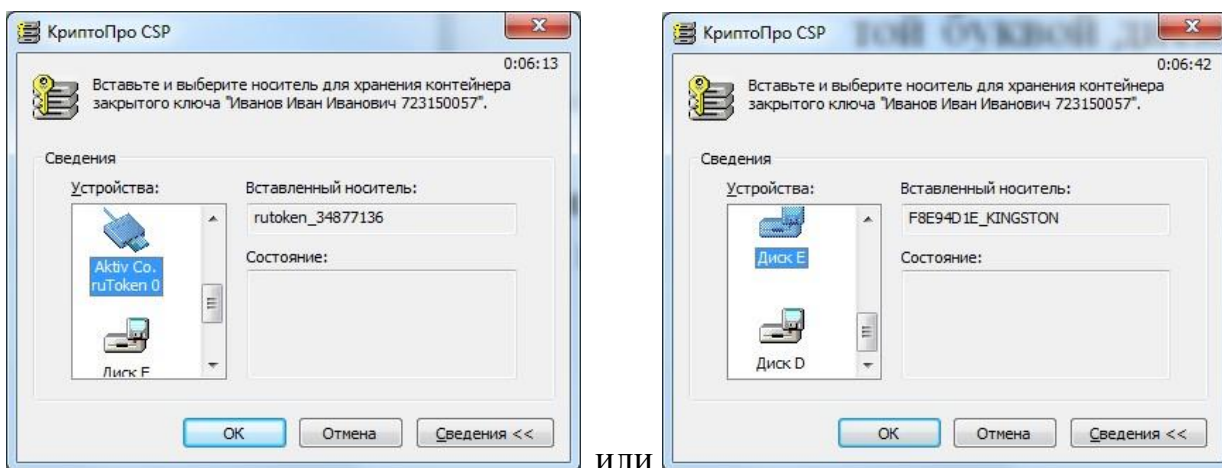 КриптоПро CSP
0:06:13
Вставьте и выберите носитель для хранения контейнера
закрытого ключа "Иванов Иван Иванович 723150057".
Сведения
Устройства:
Вставленный носитель:
rutoken_34877136
Aktiv Co.
ruToken 0
Состояние:
Диск E
OK
Отмена
Сведения <<
или
КриптоПро CSP
той буквой
0:06:42
Вставьте и выберите носитель для хранения контейнера
закрытого ключа "Иванов Иван Иванович 723150057".
Сведения
Устройства:
Вставленный носитель:
F8E94D1E_KINGSTON
Диск E
Состояние:
Диск D
OK
Отмена
Сведения <<